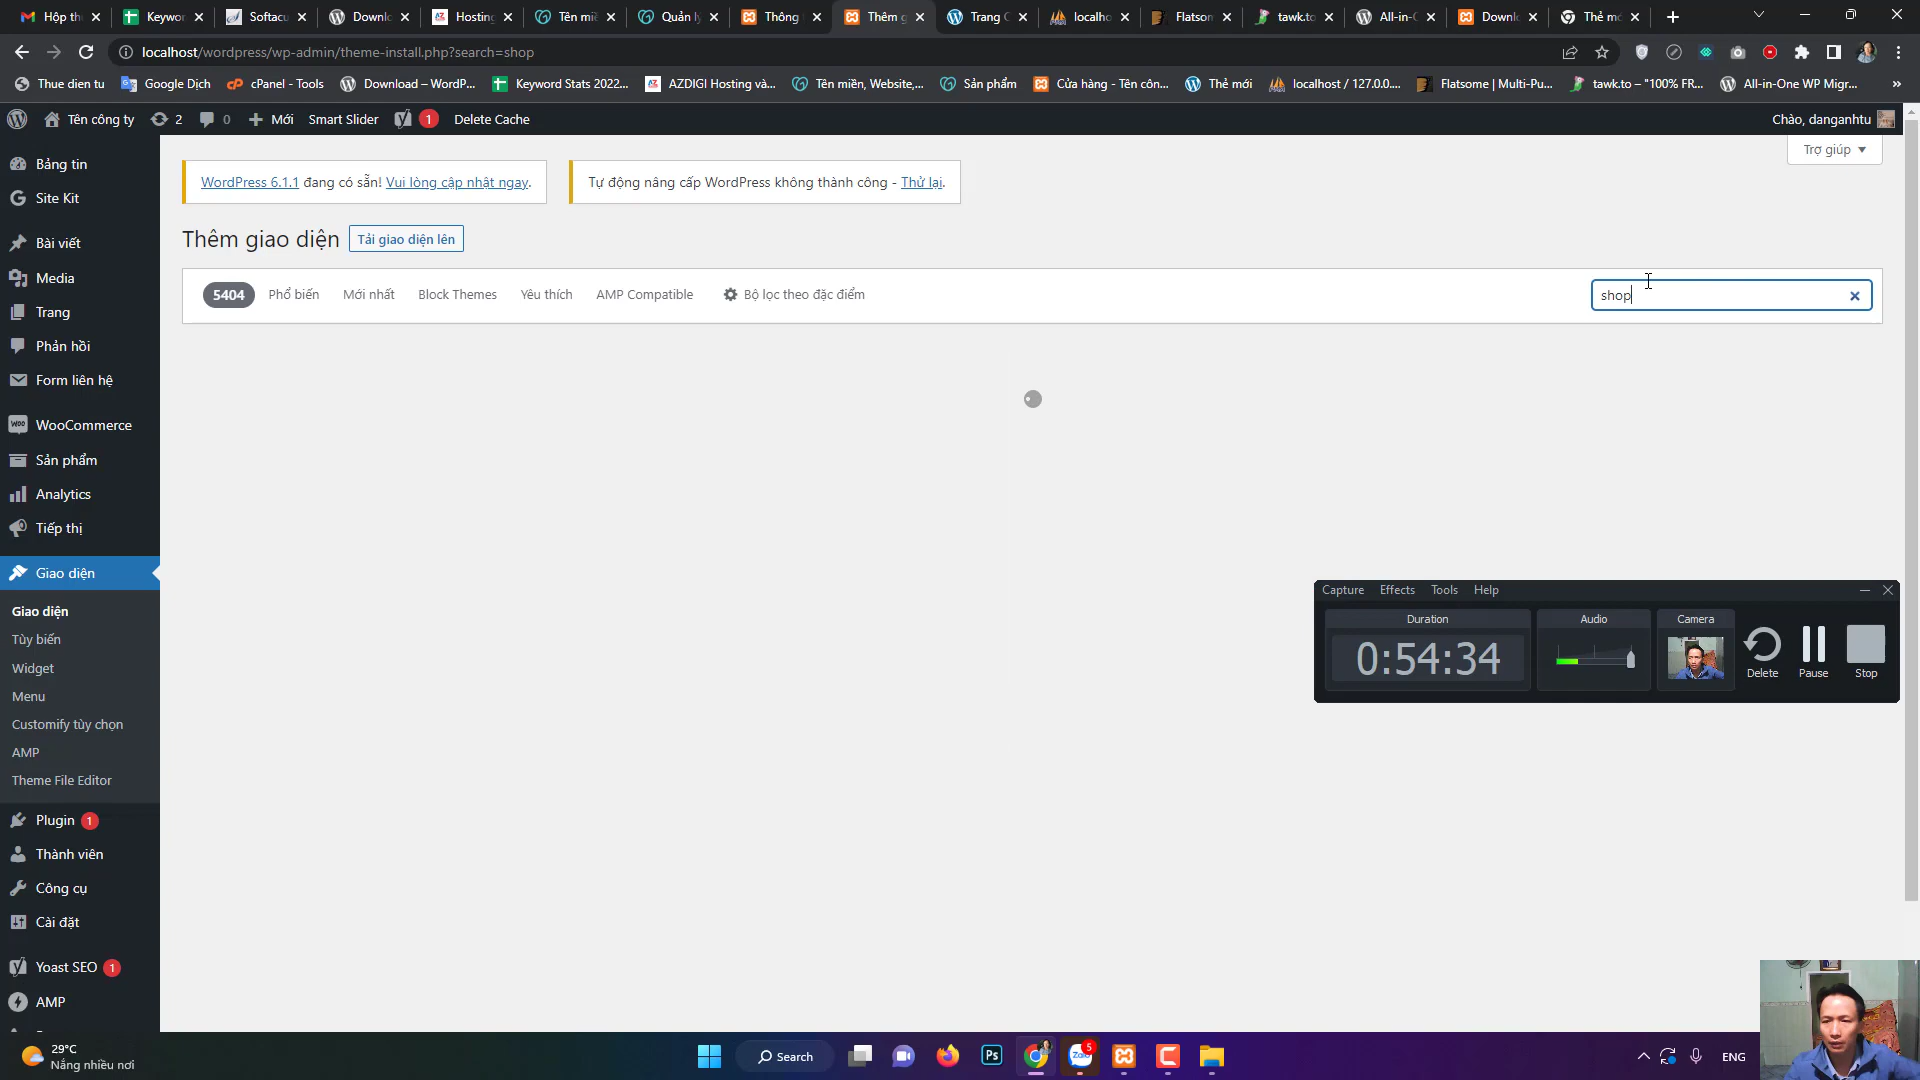 Hộp th
Keywor
Softacu
Downlo
Hosting
Tên miề
Quản lý
Thông
Thêm g
Trang C
localho
Flatsom
tawk.to
All-in-C
Downl
Thẻ mớ
localhost/wordpress/wp-admin/theme-install.php?search=shop
Thue dien tu
Google Dịch
cPanel - Tools
Download – WordP...
Keyword Stats 2022...
AZDIGI Hosting và...
Tên miền, Website,...
Sản phẩm
Cửa hàng - Tên côn...
Thẻ mới
localhost / 127.0.0....
Flatsome | Multi-Pu...
tawk.to – "100% FR...
All-in-One WP Migr...
»
Tên công ty
2
0
Mới
Smart Slider
1
Delete Cache
Chào, danganhtu
Trợ giúp
WordPress 6.1.1 đang có sẵn! Vui lòng cập nhật ngay.
Tự động nâng cấp WordPress không thành công - Thử lại.
Thêm giao diện
Tải giao diện lên
5404
Phổ biến
Mới nhất
Block Themes
Yêu thích
AMP Compatible
Bộ lọc theo đặc điểm
shop
Bảng tin
Site Kit
Bài viết
Media
Trang
Phản hồi
Form liên hệ
WooCommerce
Sản phẩm
Analytics
Tiếp thị
Giao diện
Giao diện
Tùy biến
Widget
Menu
Customify tùy chọn
AMP
Theme File Editor
Plugin 1
Thành viên
Công cụ
Cài đặt
Yoast SEO 1
AMP
Capture
Effects
Tools
Help
Duration
0:54:34
Audio
Camera
Delete
Pause
Stop
29°C
Nắng nhiều nơi
Search
Ps
Zalo
5
ENG